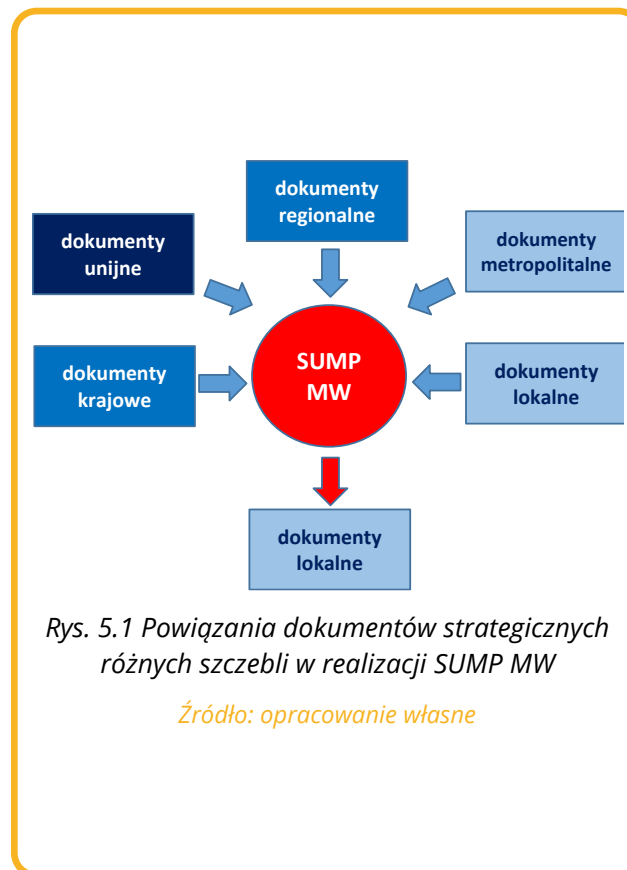 dokumenty
regionalne
dokumenty
unijne
dokumenty
metropolitalne
SUMP
MW
dokumenty
krajowe
dokumenty
lokalne
dokumenty
lokalne
Rys. 5.1 Powiązania dokumentów strategicznych
różnych szczebli w realizacji SUMP MW
Źródło: opracowanie własne